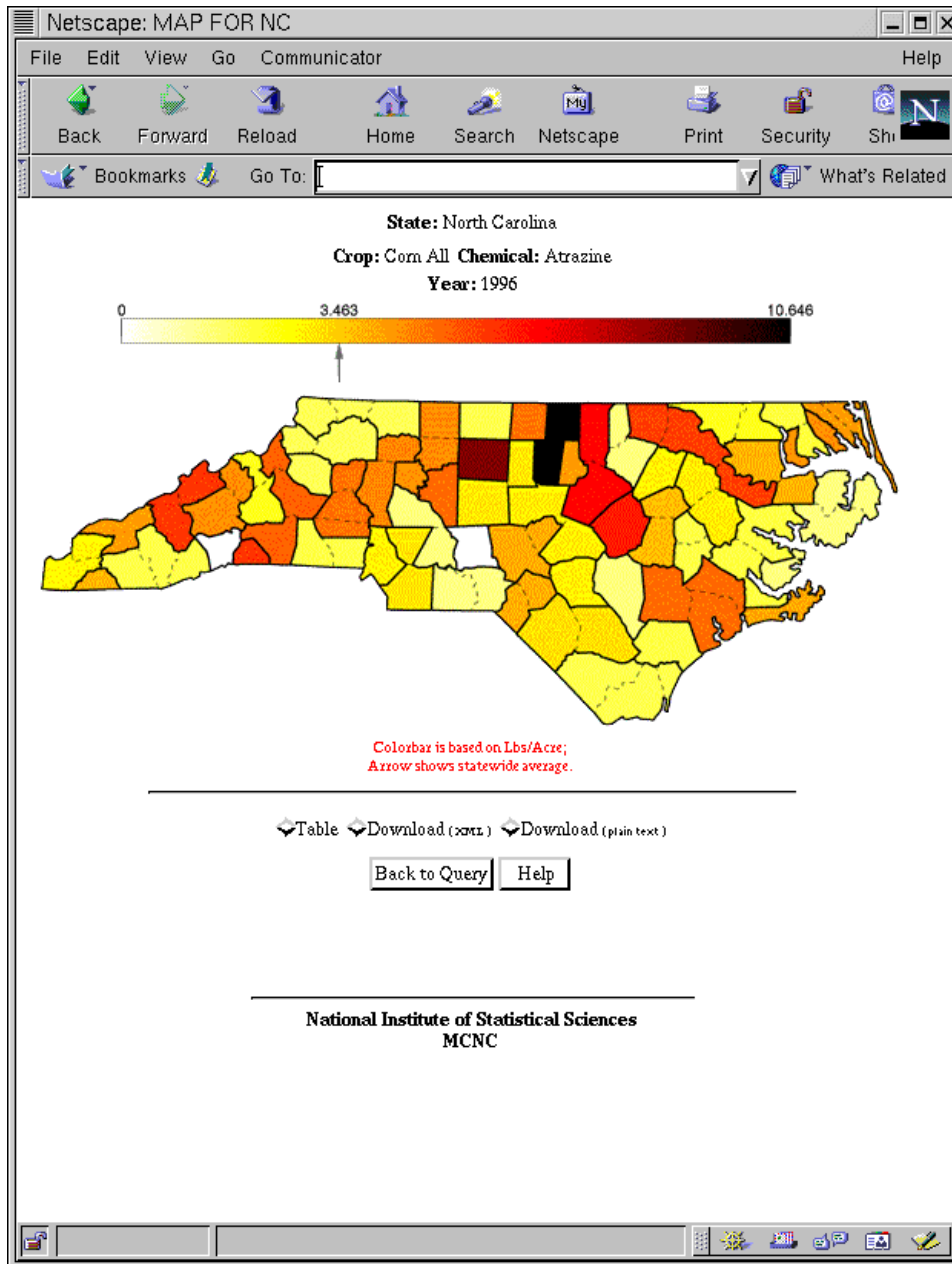 Netscape: MAP FOR NC
File Edit View Go Communicator Help
My
N
Back Forward Reload Home Search Netscape Print Security Sh
Bookmarks Go To: What's Related
State: North Carolina
Crop: Corn All Chemical: Atrazine
Year: 1996
0 3.463 10.646
Colorbar is based on Lbs/Acre;
Arrow shows statewide average.
Table Download (XML) Download (plain text)
Back to Query Help
National Institute of Statistical Sciences
MCNC